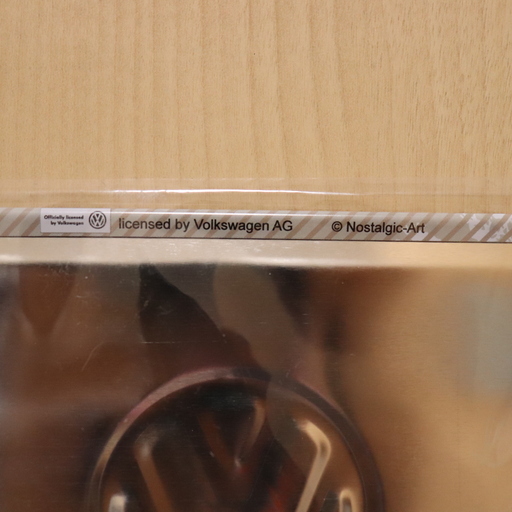 Officially licensed
by Volkswagen
licensed by Volkswagen AG © Nostalgic-Art